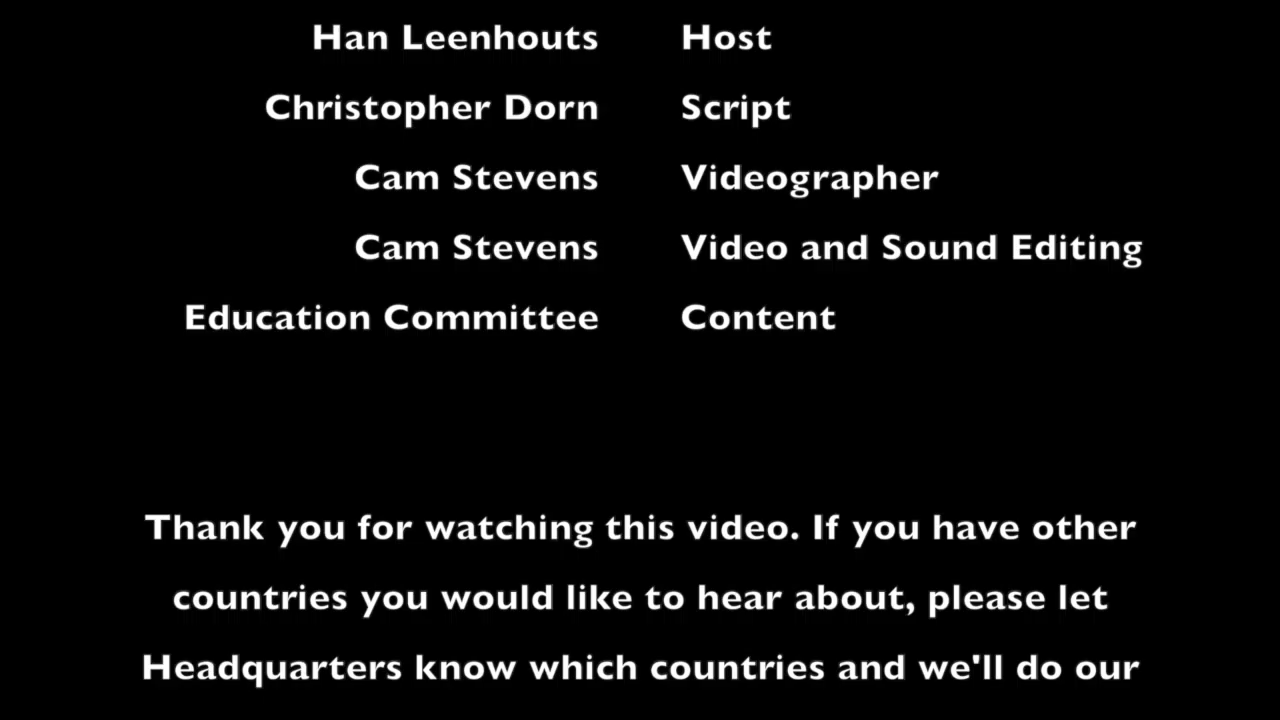 Han Leenhouts Host
Christopher Dorn Script
Cam Stevens Videographer
Cam Stevens Video and Sound Editing
Education Committee Content
Thank you for watching this video. If you have other
countries you would like to hear about, please let
Headquarters know which countries and we'll do our